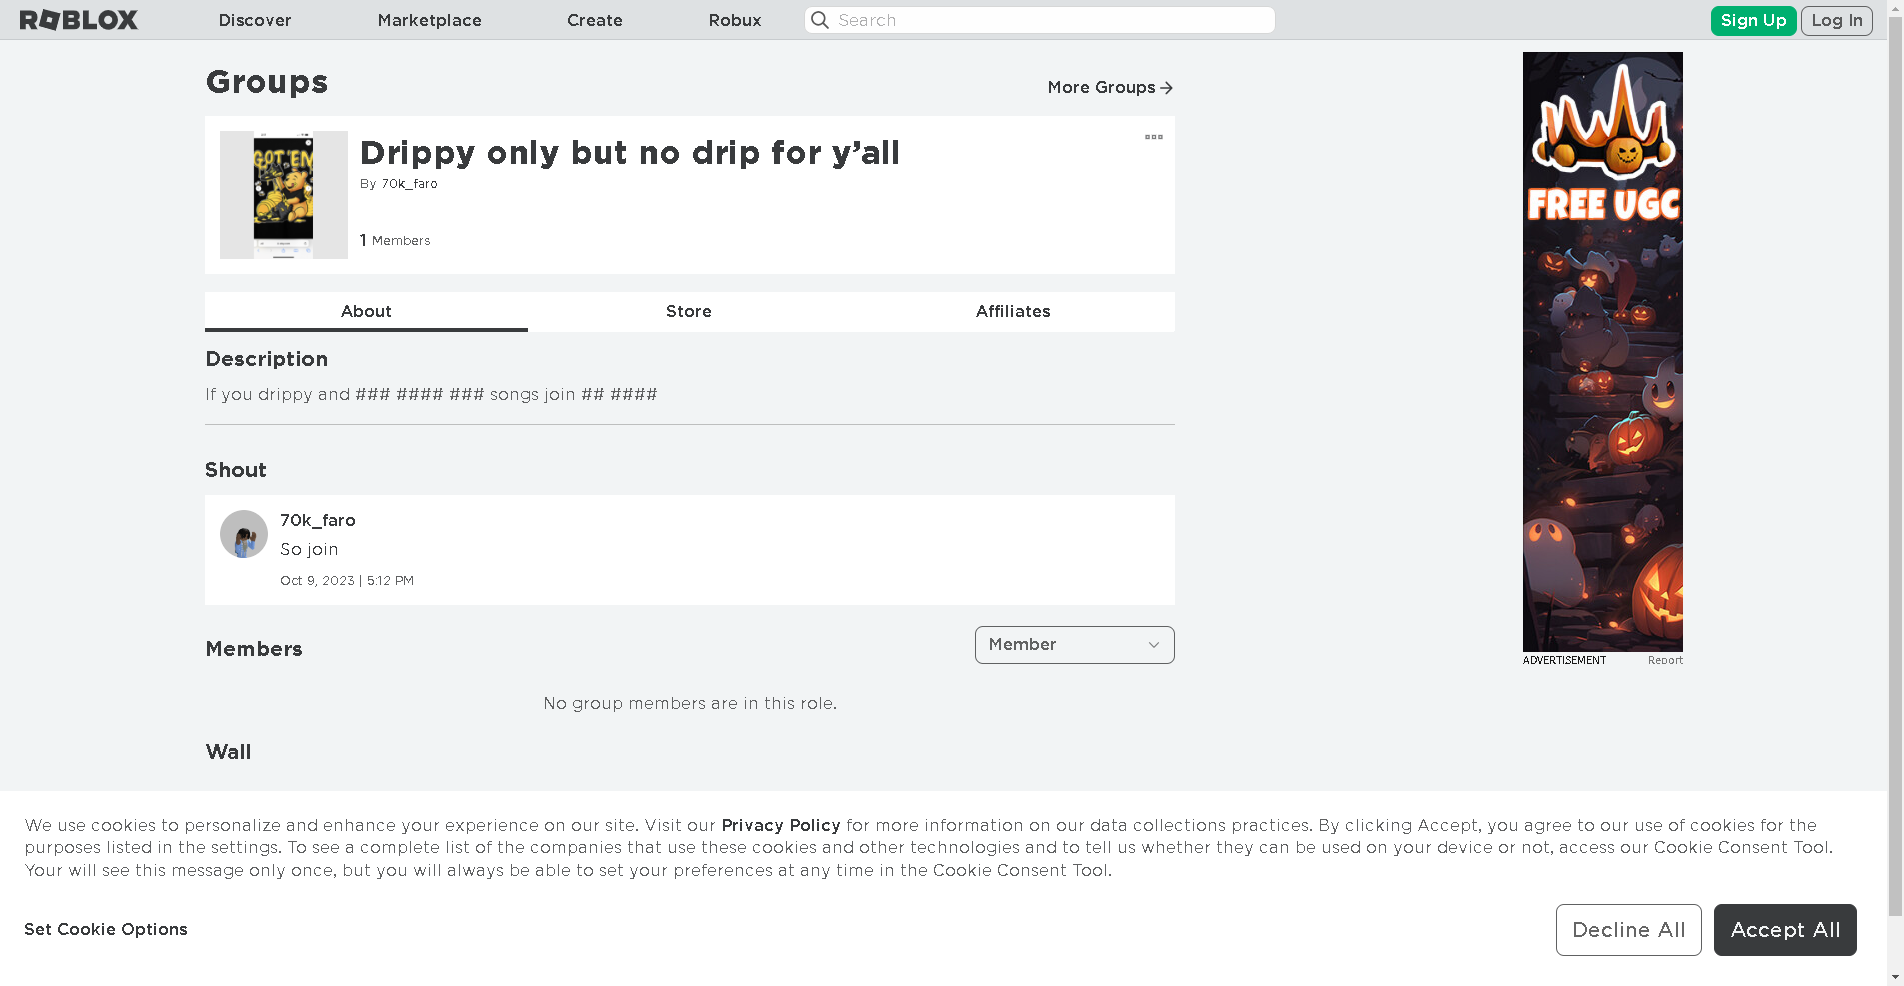 ROBLOX
Discover
Marketplace
Create
Robux
Search
Sign Up
Log In
Groups
More Groups
GOT 'EM
Drippy only but no drip for y’all
By 70k_faro
1 Members
About
Store
Affiliates
Description
If you drippy and ### #### ### songs join ## ####
Shout
70k_faro
So join
Oct 9, 2023 | 5:12 PM
Members
Member
No group members are in this role.
Wall
FREE UGC
ADVERTISEMENT
Report
We use cookies to personalize and enhance your experience on our site. Visit our Privacy Policy for more information on our data collections practices. By clicking Accept, you agree to our use of cookies for the
purposes listed in the settings. To see a complete list of the companies that use these cookies and other technologies and to tell us whether they can be used on your device or not, access our Cookie Consent Tool.
Your will see this message only once, but you will always be able to set your preferences at any time in the Cookie Consent Tool.
Set Cookie Options
Decline All
Accept All